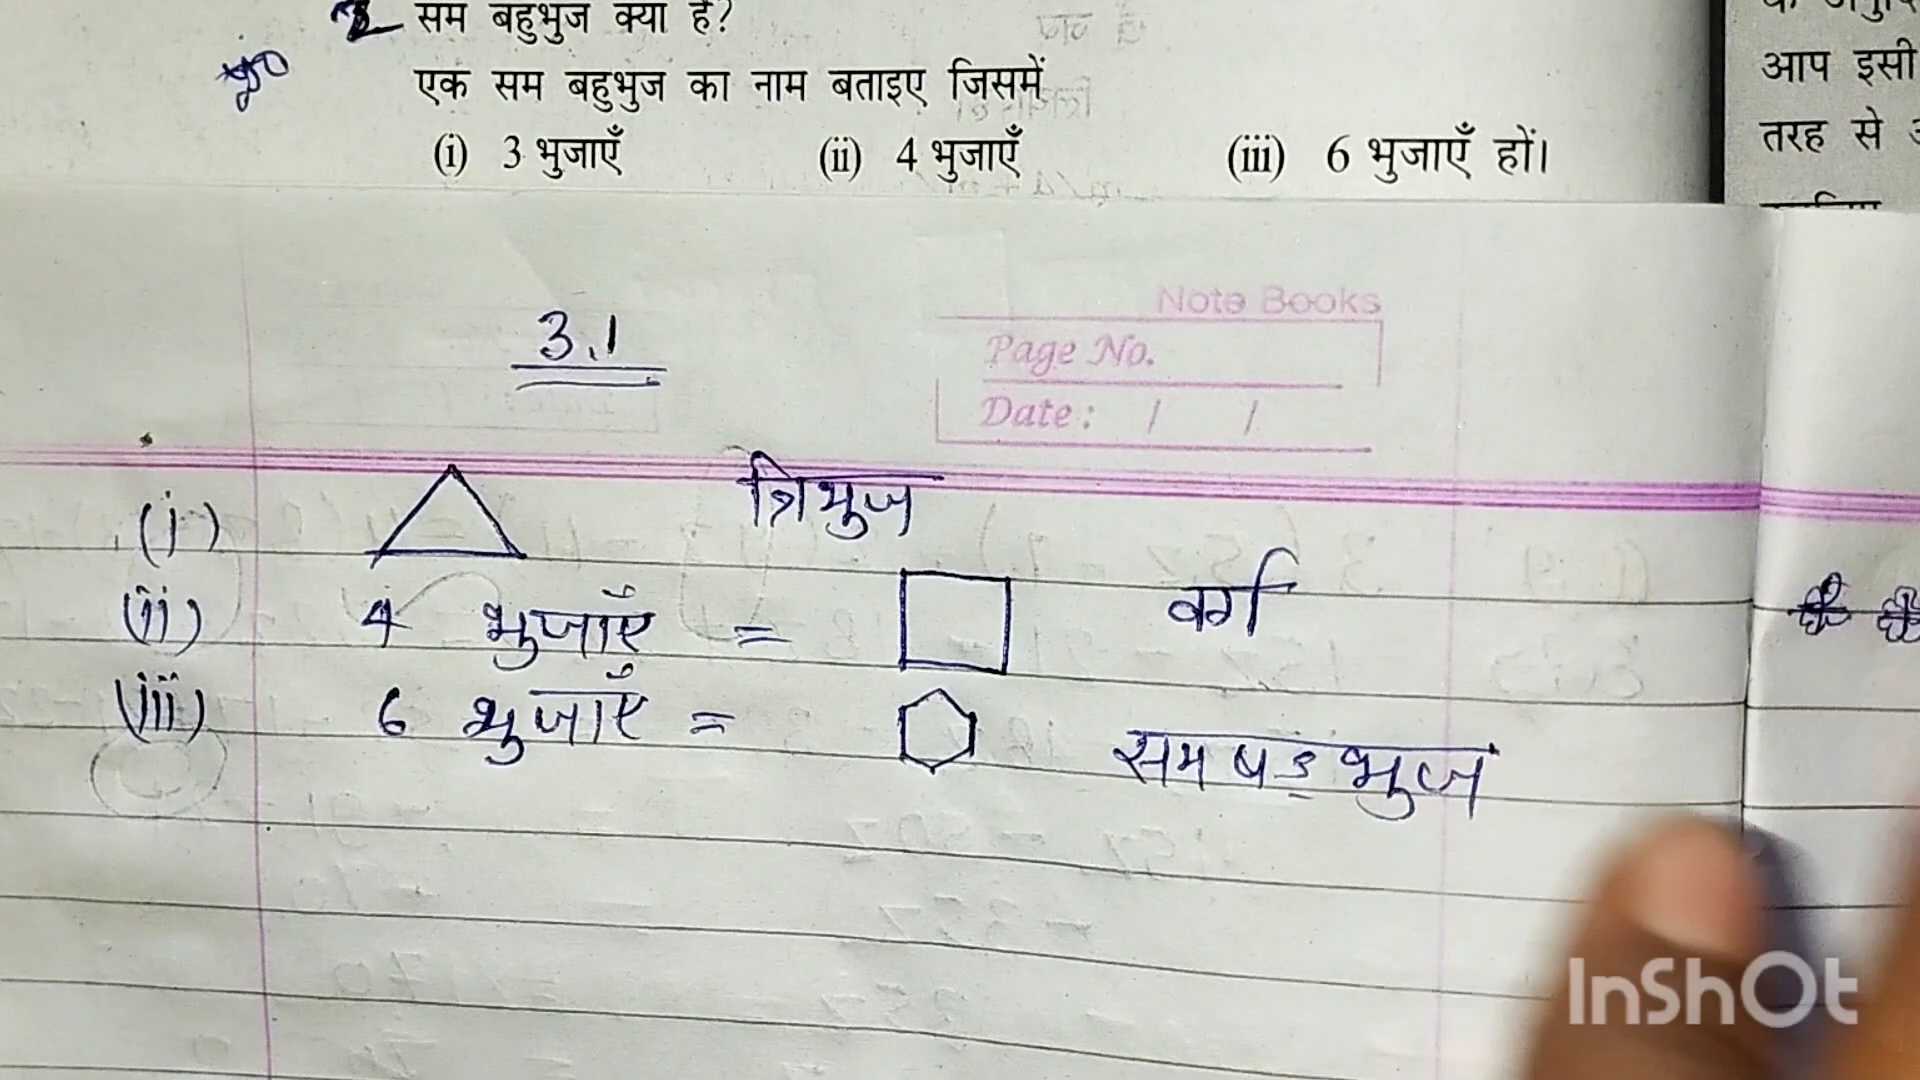 2 सम बहुभुज क्या है?
एक सम बहुभुज का नाम बताइए जिसमें
(i) 3 भुजाएँ (ii) 4 भुजाएँ (iii) 6 भुजाएँ हों।
आप इसी
तरह से
3.1
Note Books
Page No.
Date: / /
(i) त्रिभुज
(ii) 4 भुजाएँ = वर्ग
(iii) 6 भुजाएँ = समषड्भुज
InShOt